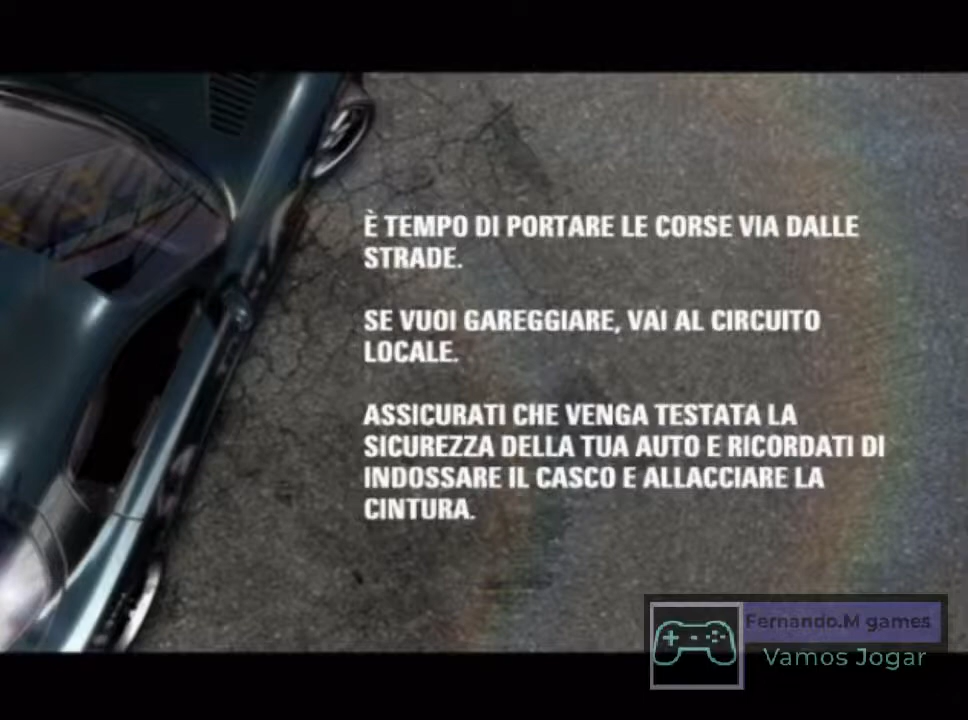 È TEMPO DI PORTARE LE CORSE VIA DALLE
STRADE.
SE VUOI GAREGGIARE, VAI AL CIRCUITO
LOCALE.
ASSICURATI CHE VENGA TESTATA LA
SICUREZZA DELLA TUA AUTO E RICORDATI DI
INDOSSARE IL CASCO E ALLACCIARE LA
CINTURA.
Fernando.M games
Vamos Jogar